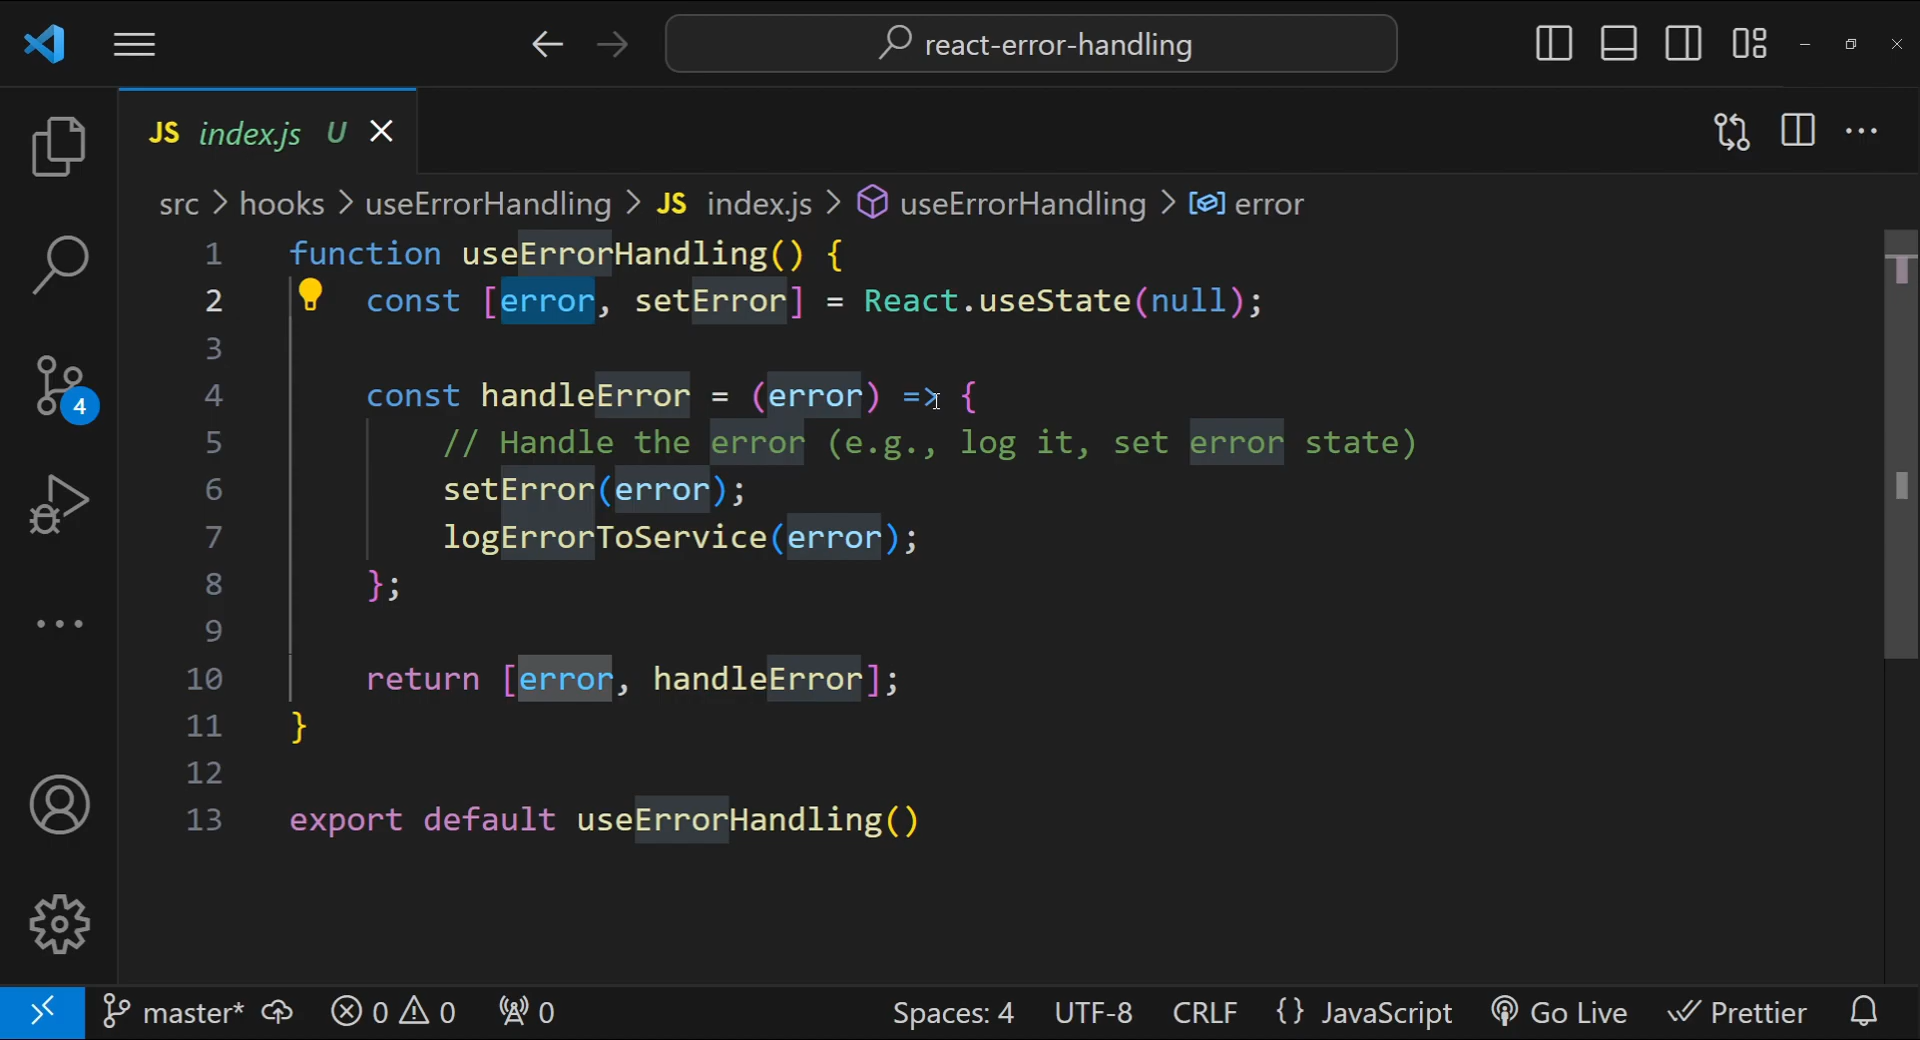 react-error-handling
JS index.js U
src > hooks > useErrorHandling > JS index.js > useErrorHandling > error
1 function useErrorHandling() {
2 const [error, setError] = React.useState(null);
3
4 const handleError = (error) => {
5 // Handle the error (e.g., log it, set error state)
6 setError(error);
7 logErrorToService(error);
8 };
9
10 return [error, handleError];
11 }
12
13 export default useErrorHandling()
4
master* 0 0 0 Spaces: 4 UTF-8 CRLF {} JavaScript Go Live Prettier